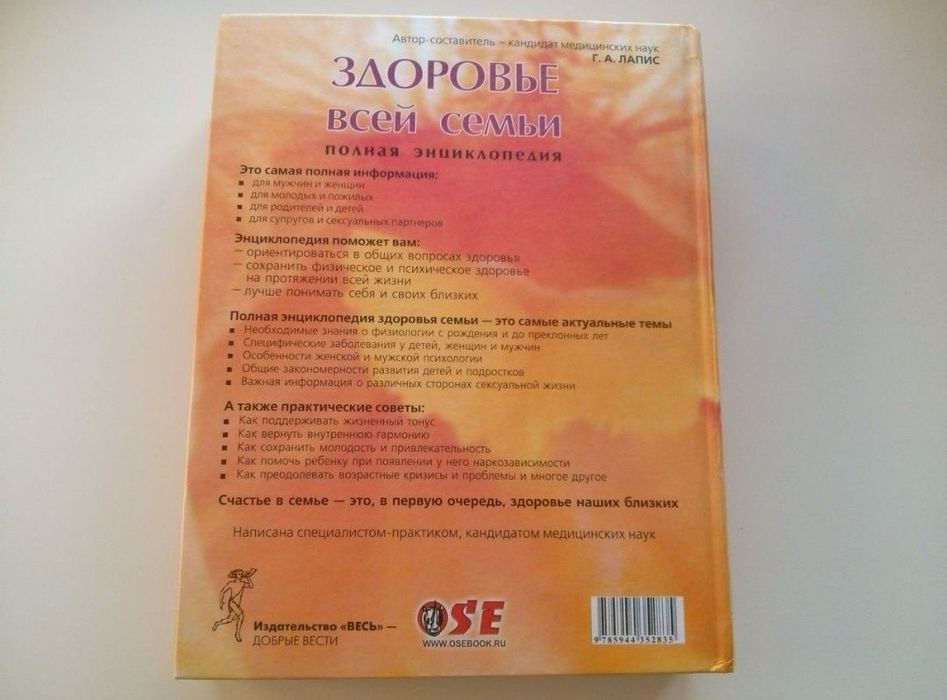 Автор-составитель – кандидат медицинских наук
Г. А. ЛАПИС
ЗДОРОВЬЕ
всей семьи
полная энциклопедия
Это самая полная информация:
▪ для мужчин и женщин
▪ для молодых и пожилых
▪ для родителей и детей
▪ для супругов и сексуальных партнеров
Энциклопедия поможет вам:
— ориентироваться в общих вопросах здоровья
— сохранить физическое и психическое здоровье
на протяжении всей жизни
— лучше понимать себя и своих близких
Полная энциклопедия здоровья семьи — это самые актуальные темы
▪ Необходимые знания о физиологии с рождения и до преклонных лет
▪ Специфические заболевания у детей, женщин и мужчин
▪ Особенности женской и мужской психологии
▪ Общие закономерности развития детей и подростков
▪ Важная информация о различных сторонах сексуальной жизни
А также практические советы:
▪ Как поддерживать жизненный тонус
▪ Как вернуть внутреннюю гармонию
▪ Как сохранить молодость и привлекательность
▪ Как помочь ребенку при появлении у него наркозависимости
▪ Как преодолевать возрастные кризисы и проблемы и многое другое
Счастье в семье — это, в первую очередь, здоровье наших близких
Написана специалистом-практиком, кандидатом медицинских наук
Издательство «ВЕСЬ» —
ДОБРЫЕ ВЕСТИ
OSE
WWW.OSEBOOK.RU
9 785944 352835